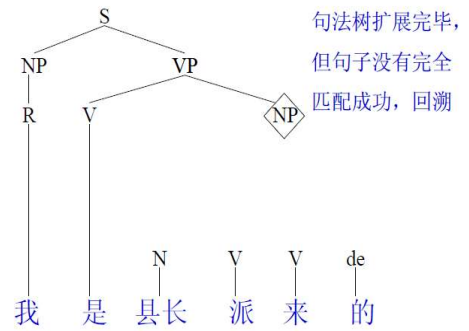 S
句法树扩展完毕，
NP VP
但句子没有完全
R V NP
匹配成功，回溯
N V V de
我 是 县长 派 来 的